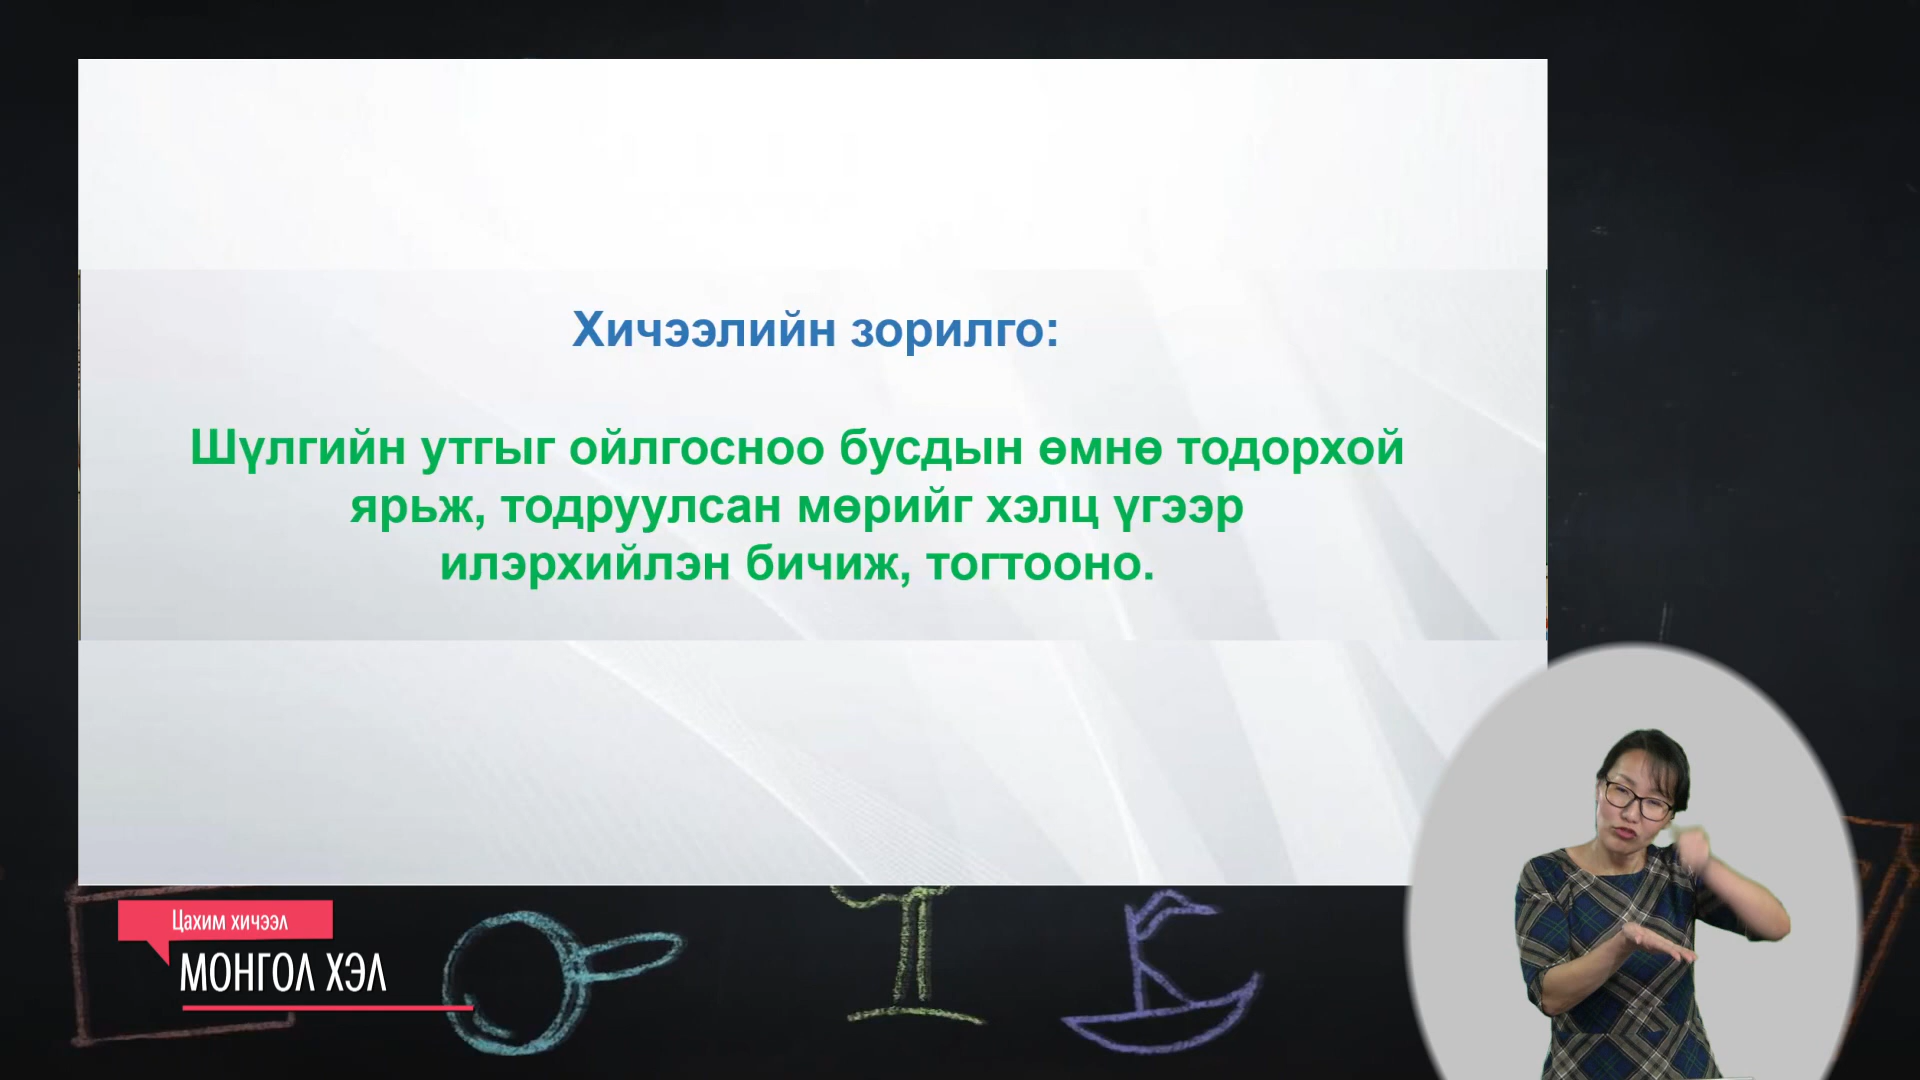 Хичээлийн зорилго:
Шүлгийн утгыг ойлгосноо бусдын өмнө тодорхой
ярьж, тодруулсан мөрийг хэлц үгээр
илэрхийлэн бичиж, тогтооно.
Цахим хичээл
МОНГОЛ ХЭЛ